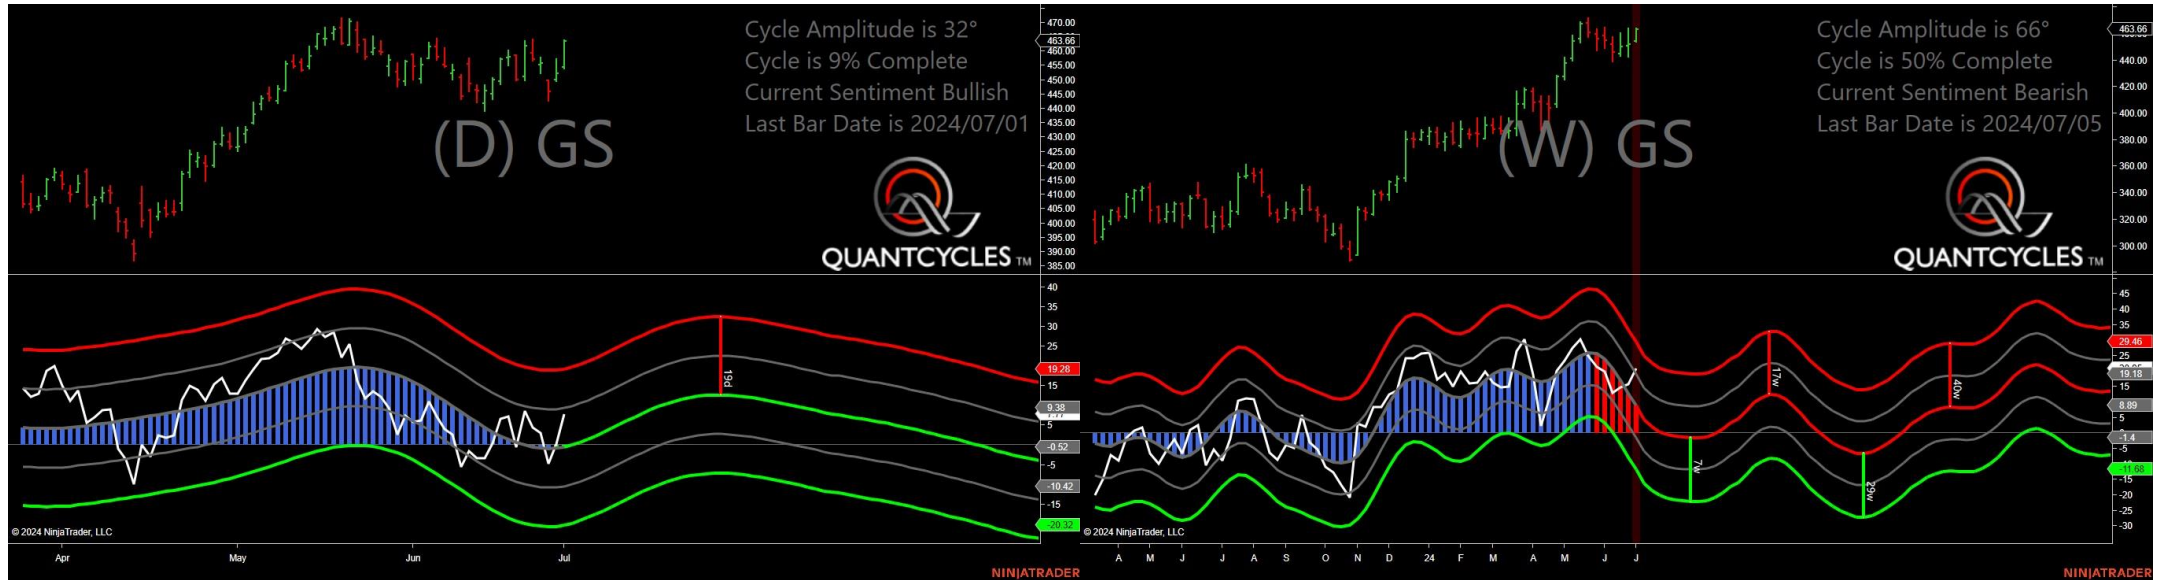 Cycle Amplitude is 32°
Cycle is 9% Complete
Current Sentiment Bullish
Last Bar Date is 2024/07/01
(D) GS
QUANTCYCLES TM
470.00
463.66
460.00
455.00
450.00
445.00
440.00
435.00
430.00
425.00
420.00
415.00
410.00
405.00
400.00
395.00
390.00
385.00
40
35
30
25
19.28
15
9.38
5
-0.52
-5
-10.42
-15
-20.32
19d
© 2024 NinjaTrader, LLC
Apr May Jun Jul
NINJATRADER
Cycle Amplitude is 66°
Cycle is 50% Complete
Current Sentiment Bearish
Last Bar Date is 2024/07/05
(W) GS
QUANTCYCLES TM
463.66
440.00
420.00
400.00
380.00
360.00
340.00
320.00
300.00
45
40
35
29.46
25
19.18
15
8.89
5
-1.4
-5
-11.68
-15
-20
-25
-30
17w
40w
7w
29w
© 2024 NinjaTrader, LLC
A M J J A S O N D 24 F M A M J J
NINJATRADER